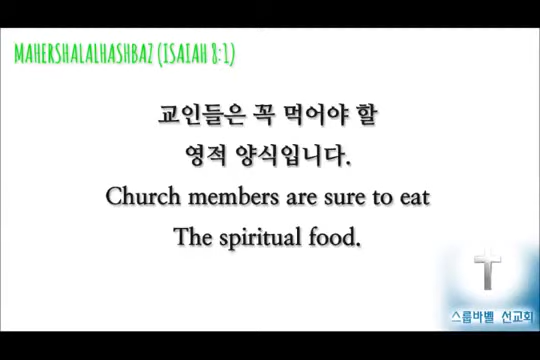 MAHERSHALALHASHBAZ (ISAIAH 8:1)
교인들은 꼭 먹어야 할
영적 양식입니다.
Church members are sure to eat
The spiritual food.
스룹바벨 선교회